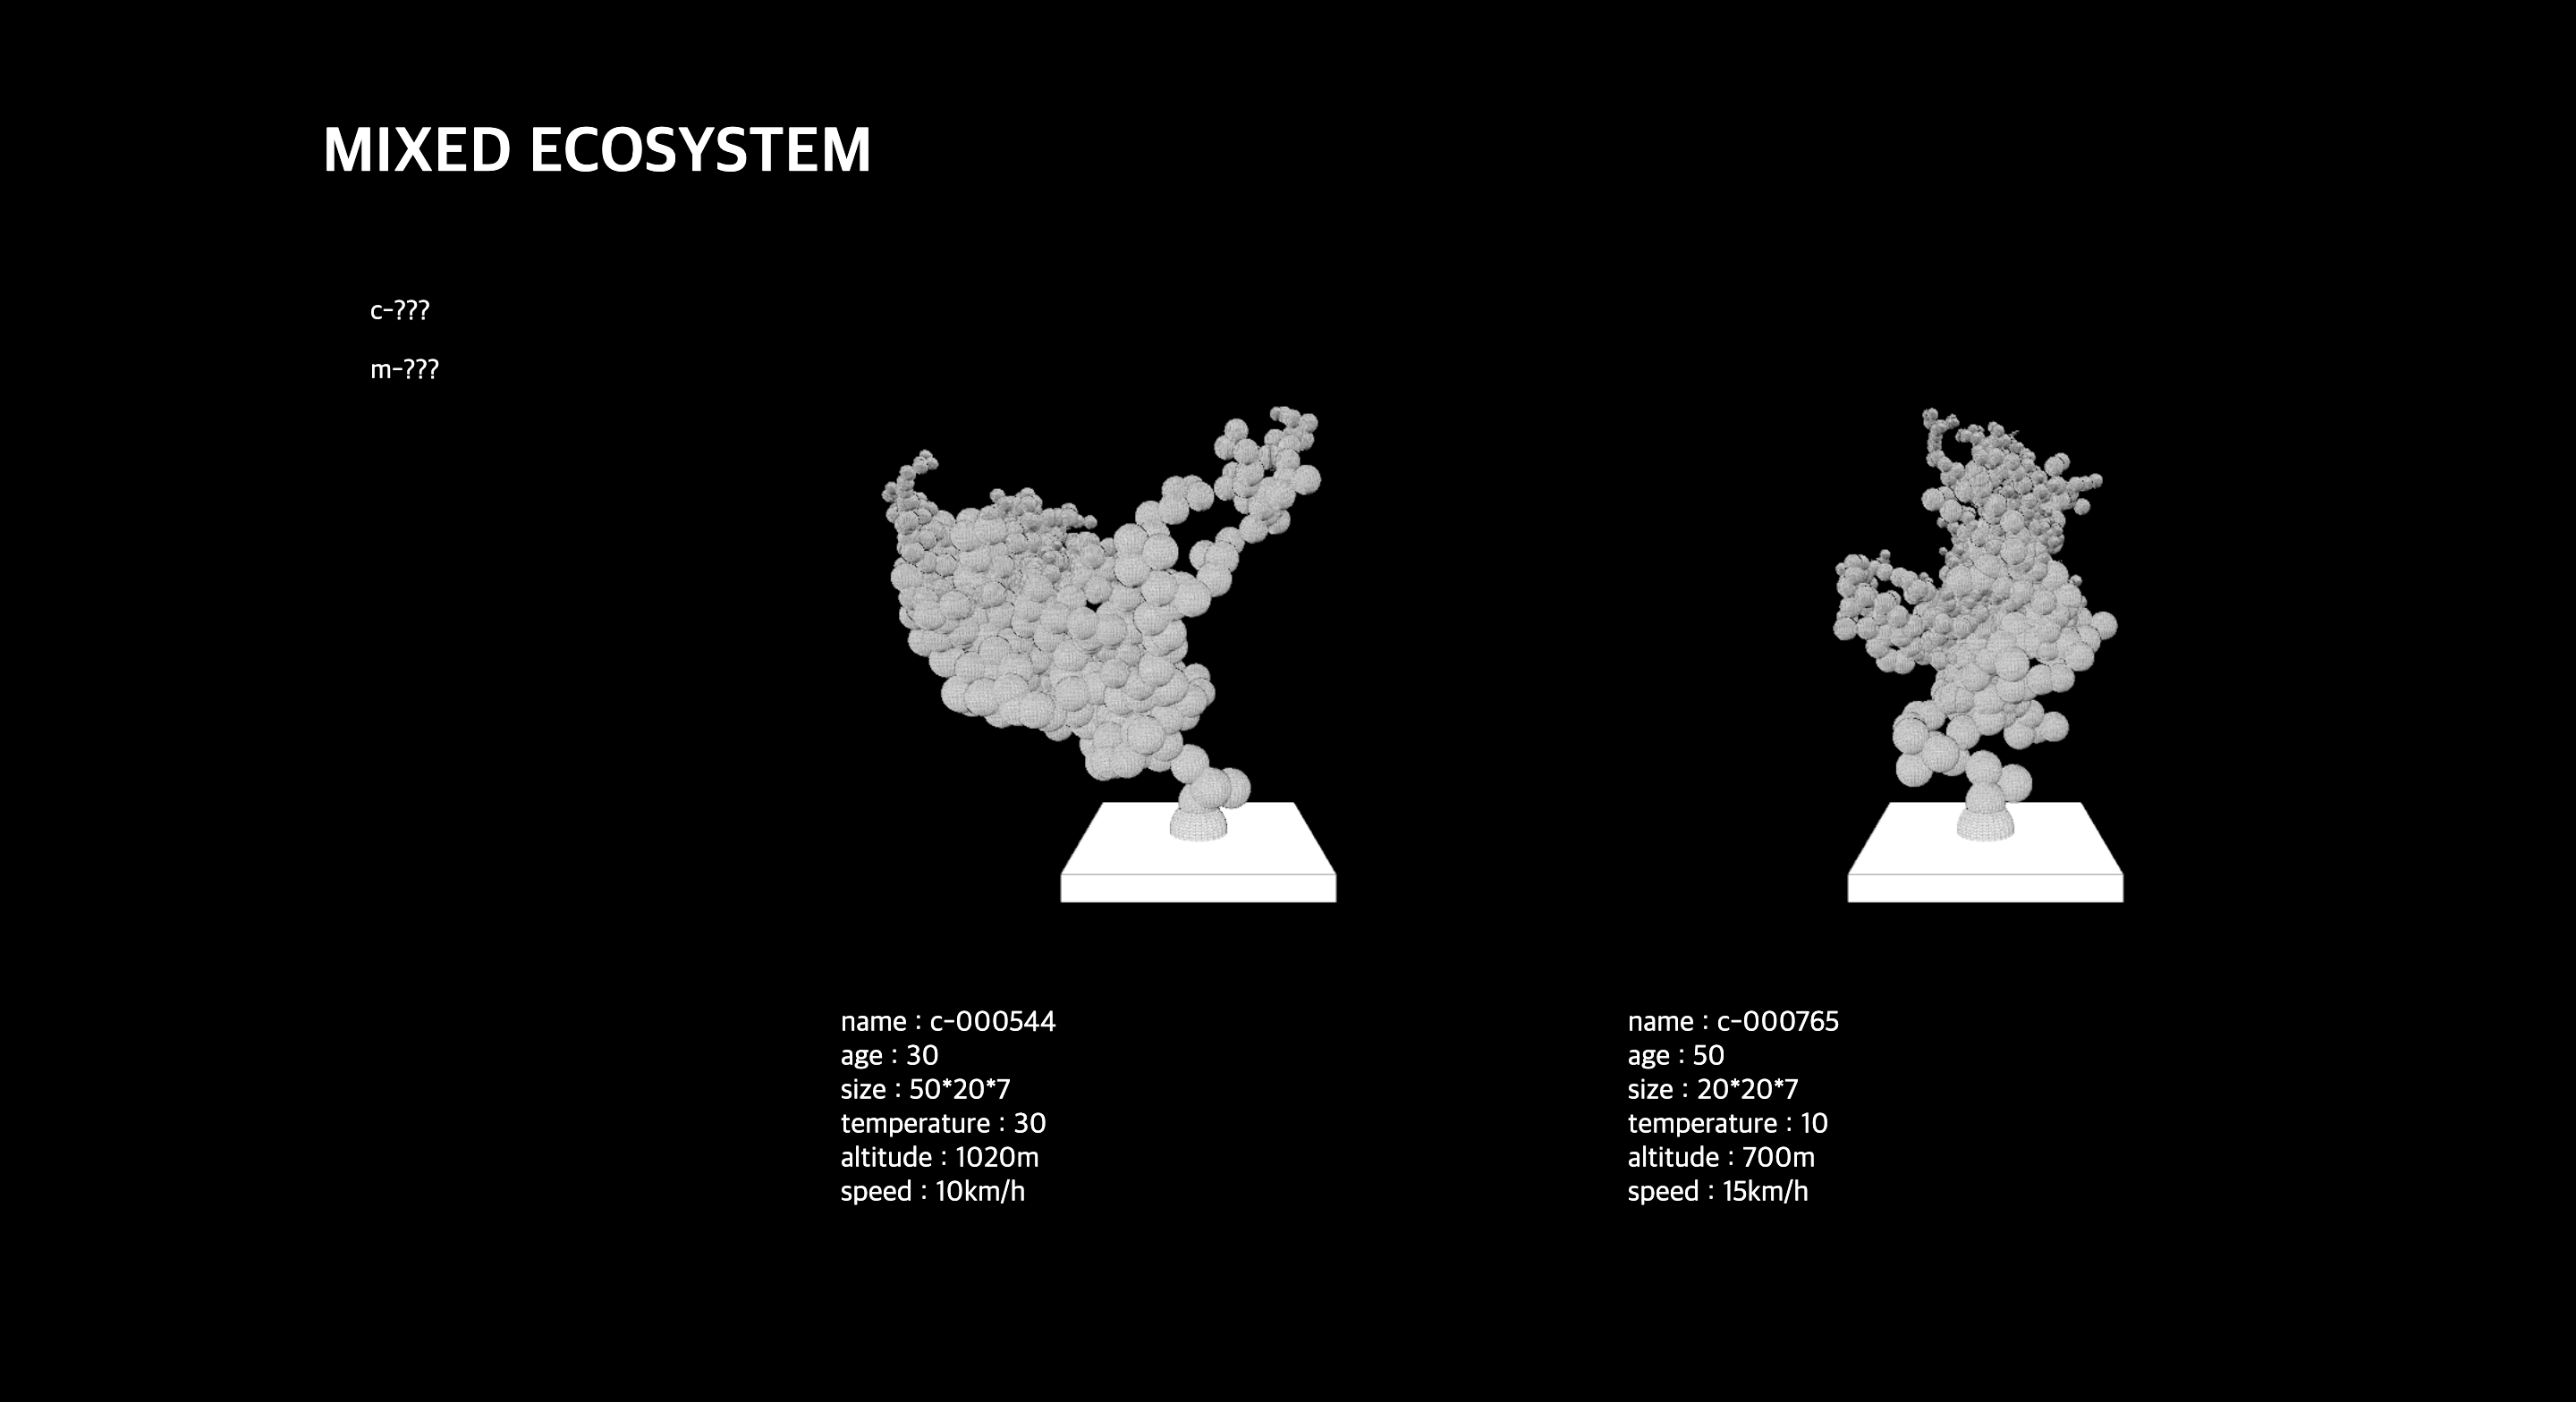 MIXED ECOSYSTEM
c-???
m-???
name : c-000544
age : 30
size : 50*20*7
temperature : 30
altitude : 1020m
speed : 10km/h
name : c-000765
age : 50
size : 20*20*7
temperature : 10
altitude : 700m
speed : 15km/h